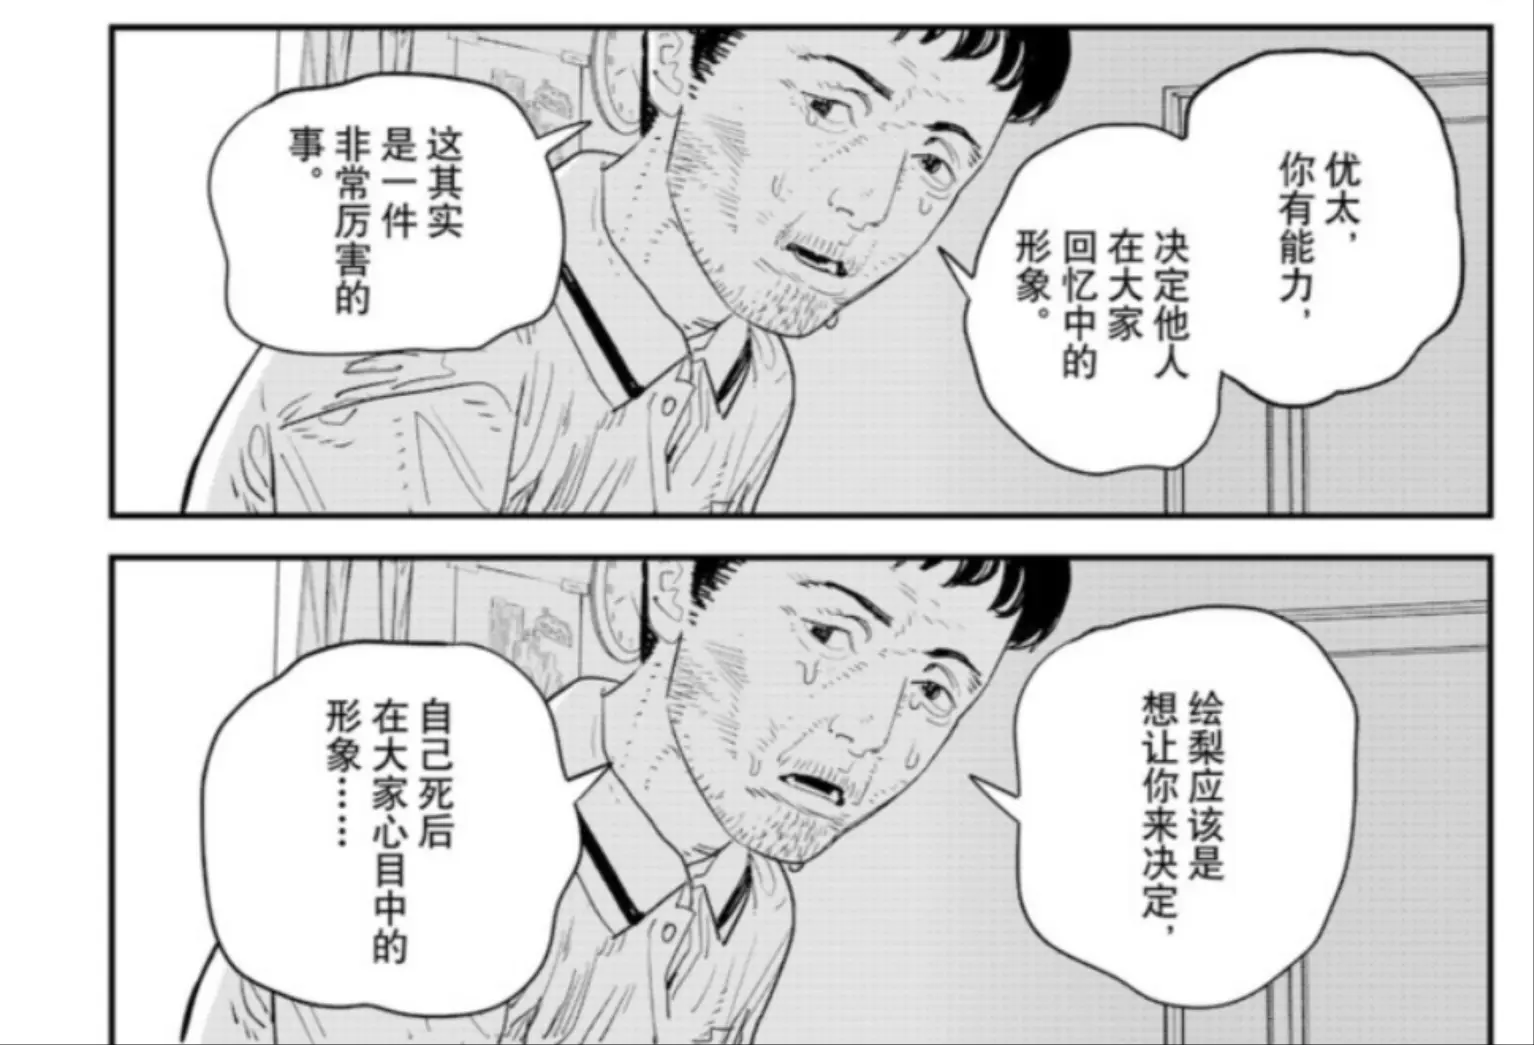 优太，
你有能力，
决定他人
在大家
回忆中的
形象。
这其实
是一件
非常厉害的
事。
绘梨应该是
想让你来决定，
自己死后
在大家心目中的
形象……